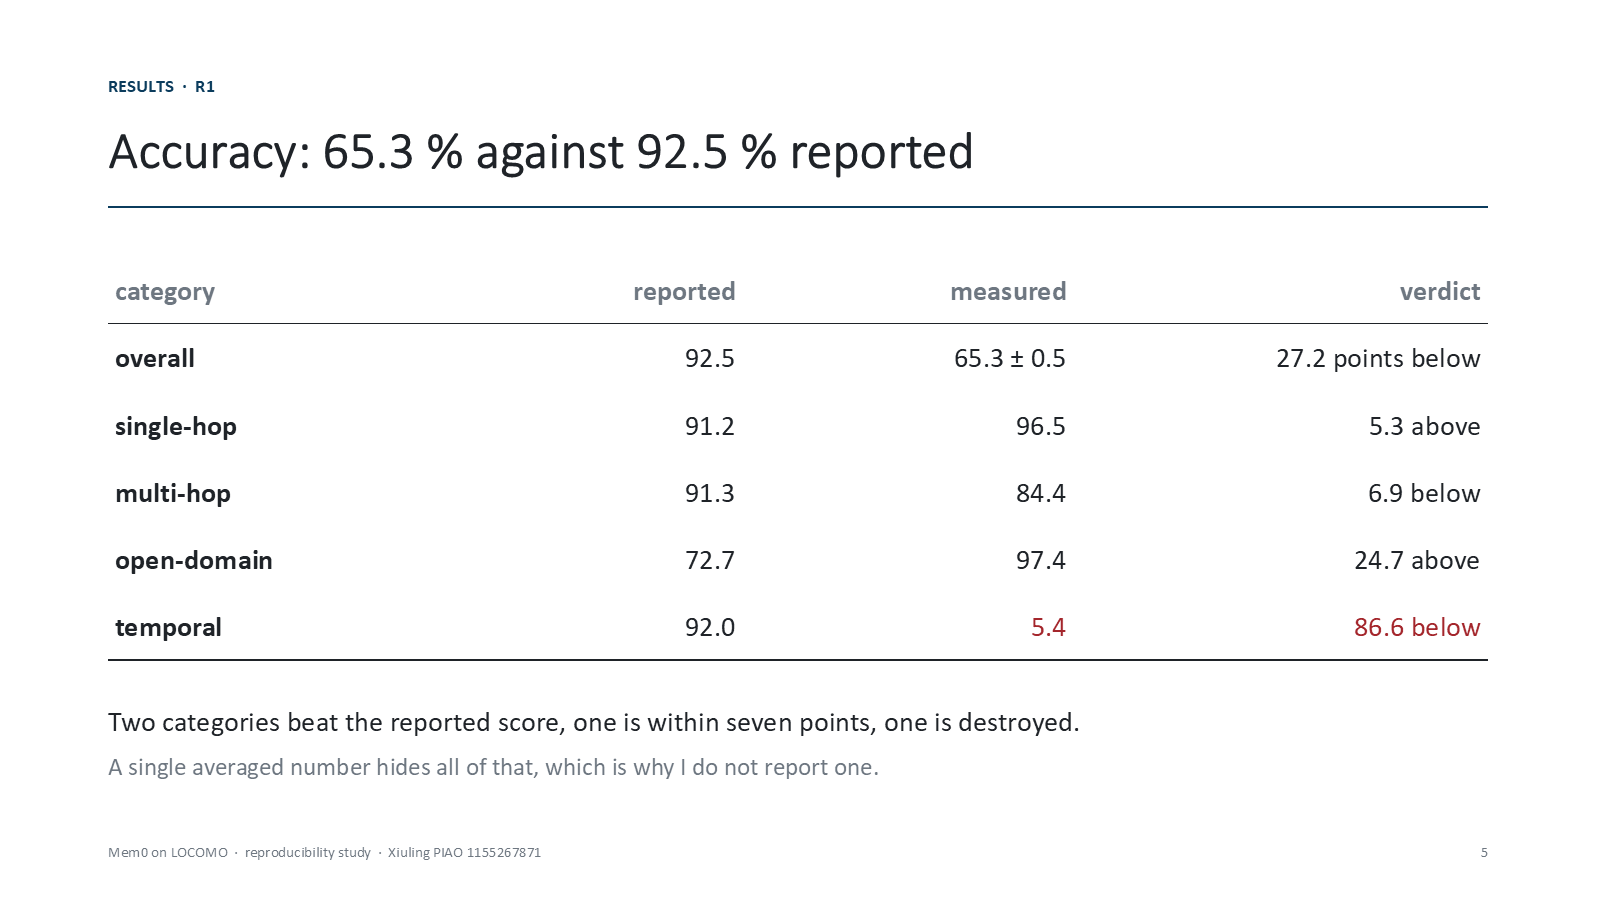 RESULTS · R1
Accuracy: 65.3 % against 92.5 % reported
category reported measured verdict
overall 92.5 65.3 ± 0.5 27.2 points below
single-hop 91.2 96.5 5.3 above
multi-hop 91.3 84.4 6.9 below
open-domain 72.7 97.4 24.7 above
temporal 92.0 5.4 86.6 below
Two categories beat the reported score, one is within seven points, one is destroyed.
A single averaged number hides all of that, which is why I do not report one.
Mem0 on LOCOMO · reproducibility study · Xiuling PIAO 1155267871 5